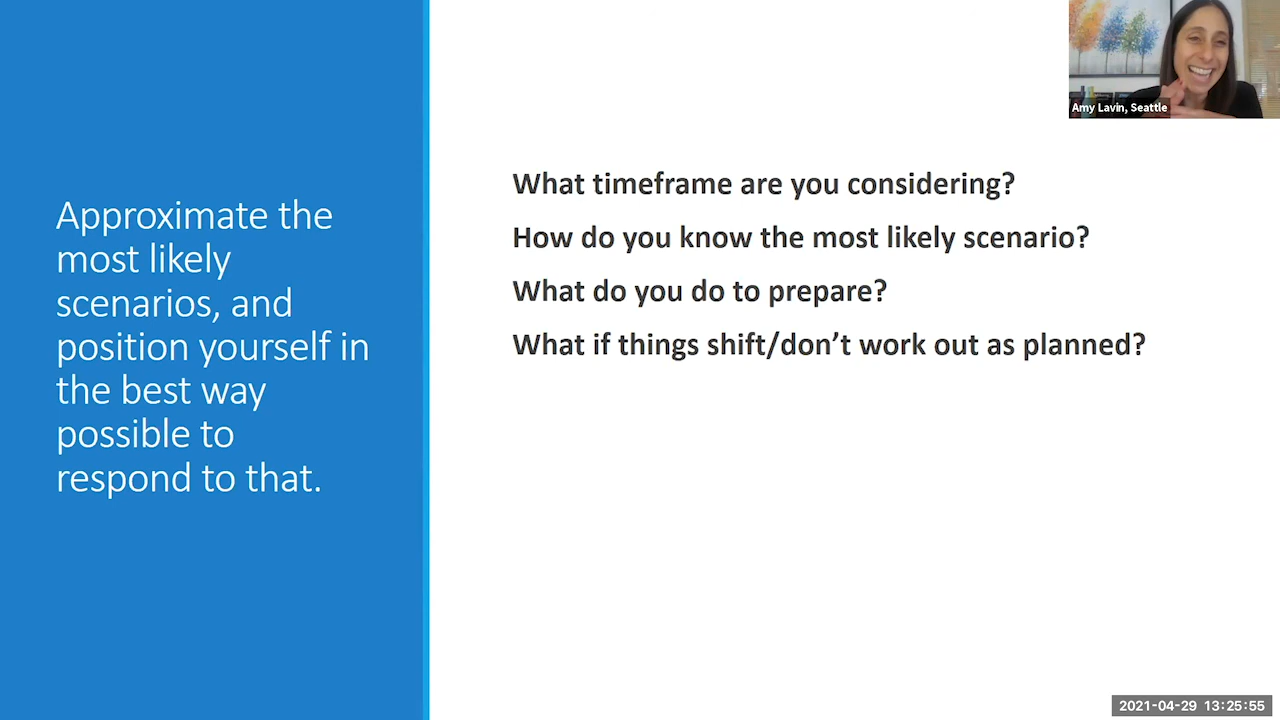 Approximate the
most likely
scenarios, and
position yourself in
the best way
possible to
respond to that.
What timeframe are you considering?
How do you know the most likely scenario?
What do you do to prepare?
What if things shift/don’t work out as planned?
Amy Lavin, Seattle
2021-04-29 13:25:55